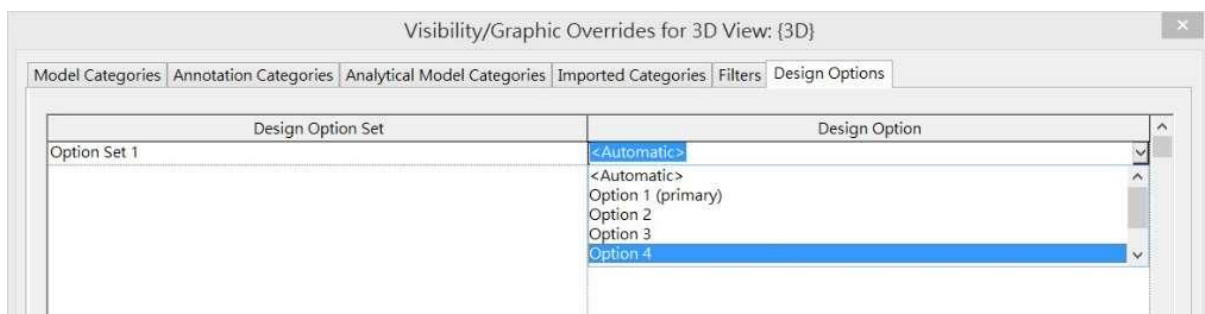 Visibility/Graphic Overrides for 3D View: {3D}
Model Categories Annotation Categories Analytical Model Categories Imported Categories Filters Design Options
Design Option Set Design Option
Option Set 1 <Automatic>
<Automatic>
Option 1 (primary)
Option 2
Option 3
Option 4